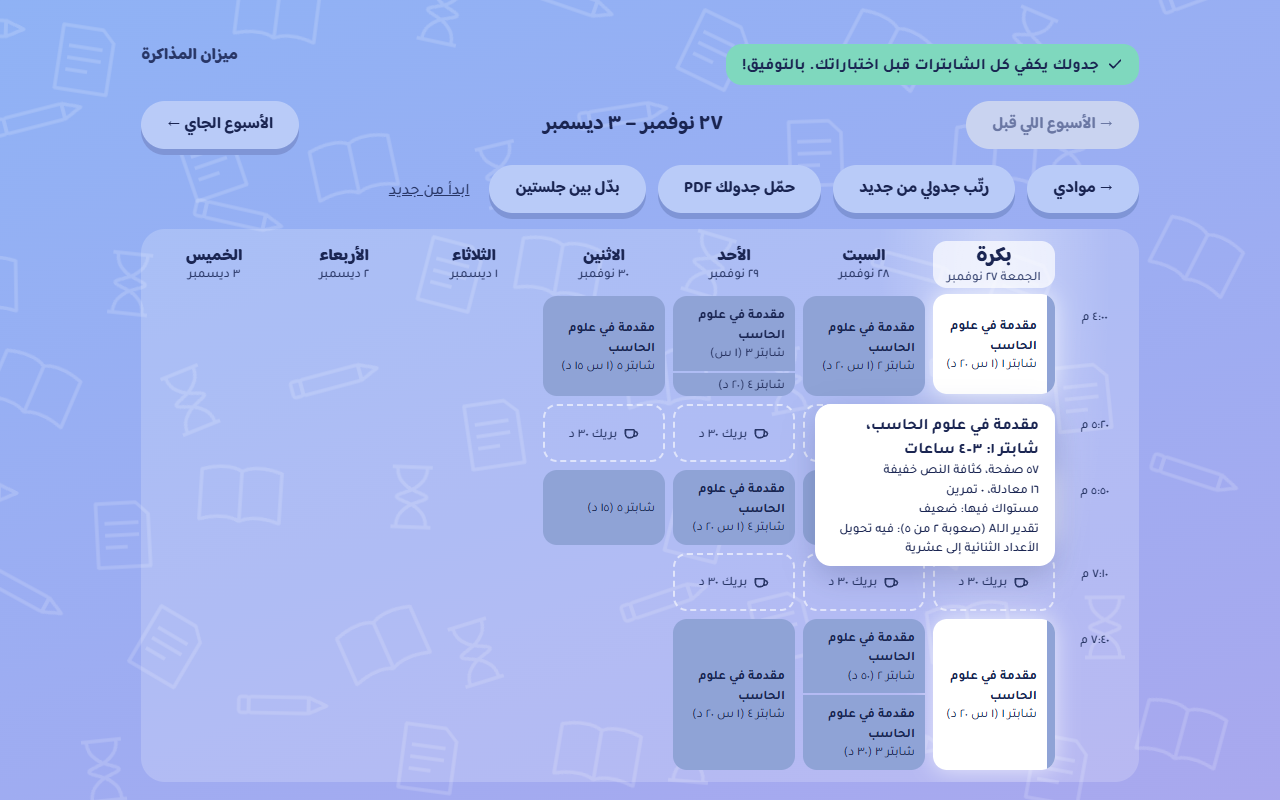 جدولك يكفي كل الشابترات قبل اختباراتك. بالتوفيق!
ميزان المذاكرة
→ الأسبوع اللي قبل
٢٧ نوفمبر – ٣ ديسمبر
الأسبوع الجاي ←
→ موادي
رتّب جدولي من جديد
حمّل جدولك PDF
بدّل بين جلستين
ابدأ من جديد
بكرة
الجمعة ٢٧ نوفمبر
السبت
٢٨ نوفمبر
الأحد
٢٩ نوفمبر
الاثنين
٣٠ نوفمبر
الثلاثاء
١ ديسمبر
الأربعاء
٢ ديسمبر
الخميس
٣ ديسمبر
٤:٠٠ م
مقدمة في علوم
الحاسب
شابتر ١ (١ س ٢٠ د)
مقدمة في علوم
الحاسب
شابتر ٢ (١ س ٢٠ د)
مقدمة في علوم
الحاسب
شابتر ٣ (١ س)
شابتر ٤ (٢٠ د)
مقدمة في علوم
الحاسب
شابتر ٥ (١ س ١٥ د)
٥:٢٠ م
مقدمة في علوم الحاسب،
شابتر ١: ٣-٤ ساعات
٥٧ صفحة، كثافة النص خفيفة
١٦ معادلة، ٠ تمرين
مستواك فيها: ضعيف
تقدير الـAI (صعوبة ٢ من ٥): فيه تحويل
الأعداد الثنائية إلى عشرية
بريك ٣٠ د
بريك ٣٠ د
٥:٥٠ م
مقدمة في علوم
الحاسب
شابتر ٤ (١ س ٢٠ د)
شابتر ٥ (١٥ د)
٧:١٠ م
بريك ٣٠ د
بريك ٣٠ د
بريك ٣٠ د
٧:٤٠ م
مقدمة في علوم
الحاسب
شابتر ١ (١ س ٢٠ د)
مقدمة في علوم
الحاسب
شابتر ٢ (٥٠ د)
مقدمة في علوم
الحاسب
شابتر ٣ (٣٠ د)
مقدمة في علوم
الحاسب
شابتر ٤ (١ س ٢٠ د)